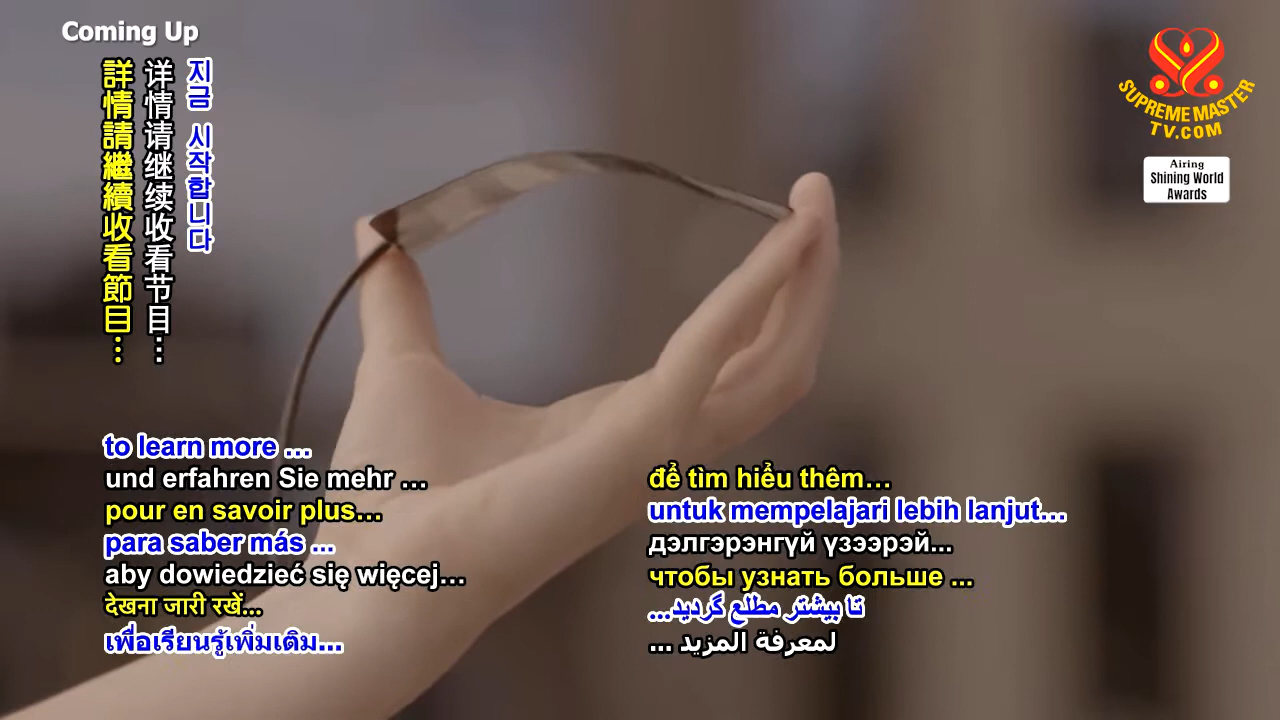 Coming Up
詳情請繼續收看節目…
详情请继续收看节目…
지금 시작합니다
SUPREME MASTER
TV.COM
Airing
Shining World
Awards
to learn more …
und erfahren Sie mehr …
pour en savoir plus…
para saber más ...
aby dowiedzieć się więcej…
देखना जारी रखें...
เพื่อเรียนรู้เพิ่มเติม...
để tìm hiểu thêm…
untuk mempelajari lebih lanjut…
дэлгэрэнгүй үзээрэй...
чтобы узнать больше ...
تا بیشتر مطلع گردید...
لمعرفة المزيد ...